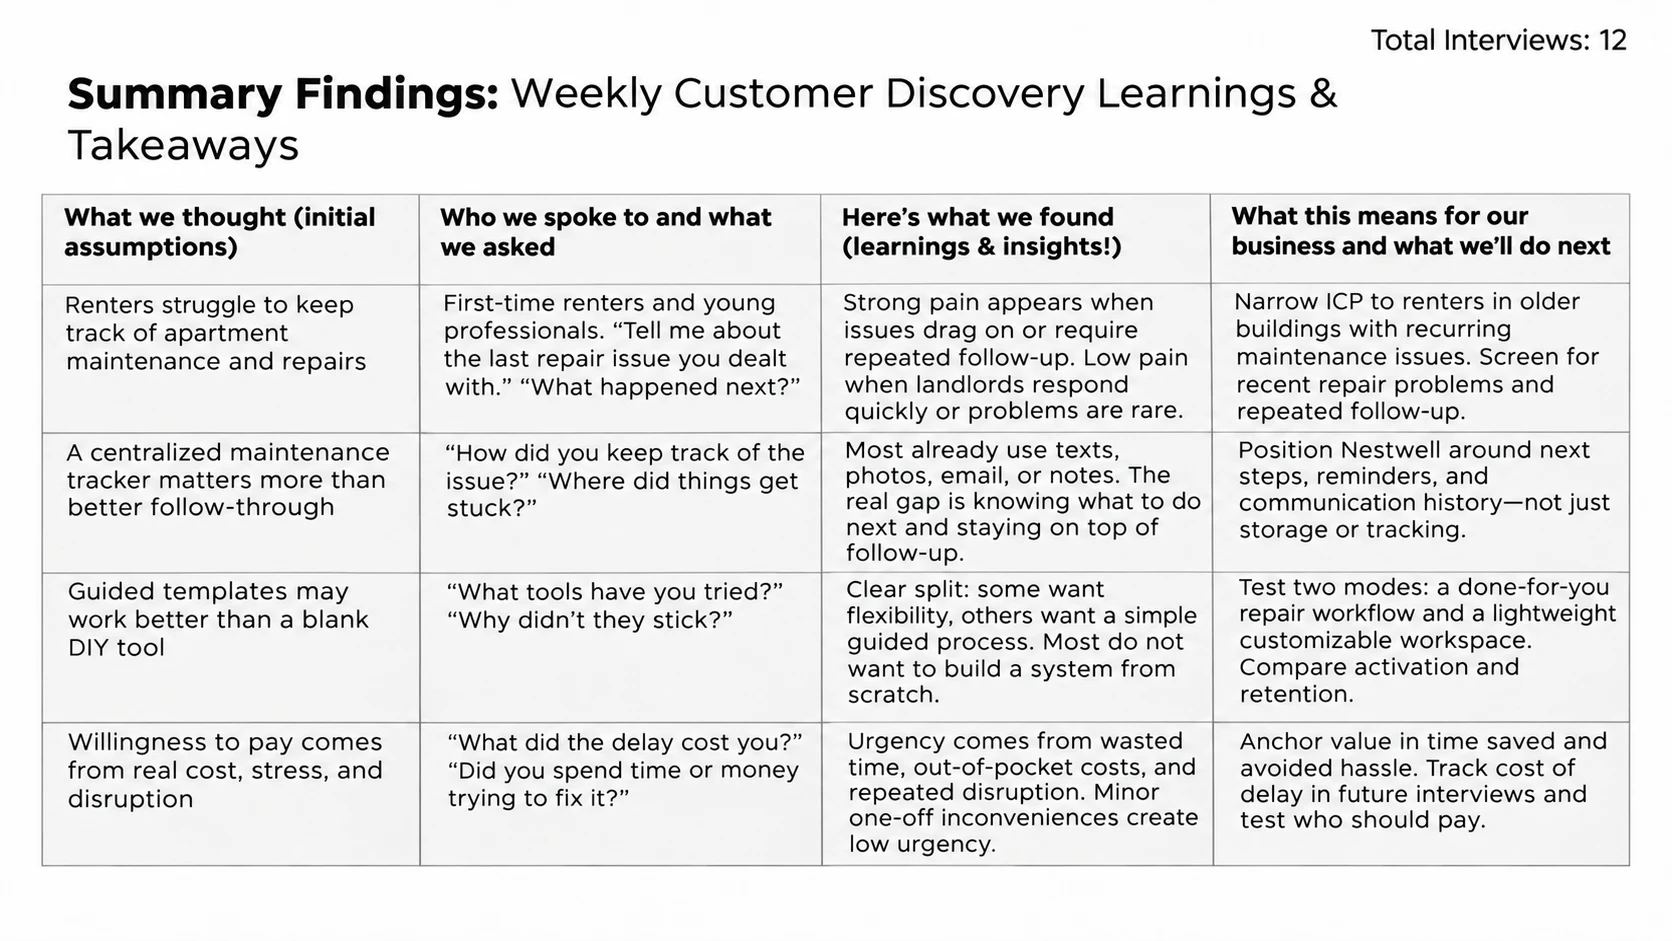 Total Interviews: 12
Summary Findings: Weekly Customer Discovery Learnings &
Takeaways
What we thought (initial
assumptions)
Who we spoke to and what
we asked
Here’s what we found
(learnings & insights!)
What this means for our
business and what we’ll do next
Renters struggle to keep
track of apartment
maintenance and repairs
First-time renters and young
professionals. “Tell me about
the last repair issue you dealt
with.” “What happened next?”
Strong pain appears when
issues drag on or require
repeated follow-up. Low pain
when landlords respond
quickly or problems are rare.
Narrow ICP to renters in older
buildings with recurring
maintenance issues. Screen for
recent repair problems and
repeated follow-up.
A centralized maintenance
tracker matters more than
better follow-through
“How did you keep track of the
issue?” “Where did things get
stuck?”
Most already use texts,
photos, email, or notes. The
real gap is knowing what to do
next and staying on top of
follow-up.
Position Nestwell around next
steps, reminders, and
communication history—not just
storage or tracking.
Guided templates may
work better than a blank
DIY tool
“What tools have you tried?”
“Why didn’t they stick?”
Clear split: some want
flexibility, others want a simple
guided process. Most do not
want to build a system from
scratch.
Test two modes: a done-for-you
repair workflow and a lightweight
customizable workspace.
Compare activation and
retention.
Willingness to pay comes
from real cost, stress, and
disruption
“What did the delay cost you?”
“Did you spend time or money
trying to fix it?”
Urgency comes from wasted
time, out-of-pocket costs, and
repeated disruption. Minor
one-off inconveniences create
low urgency.
Anchor value in time saved and
avoided hassle. Track cost of
delay in future interviews and
test who should pay.